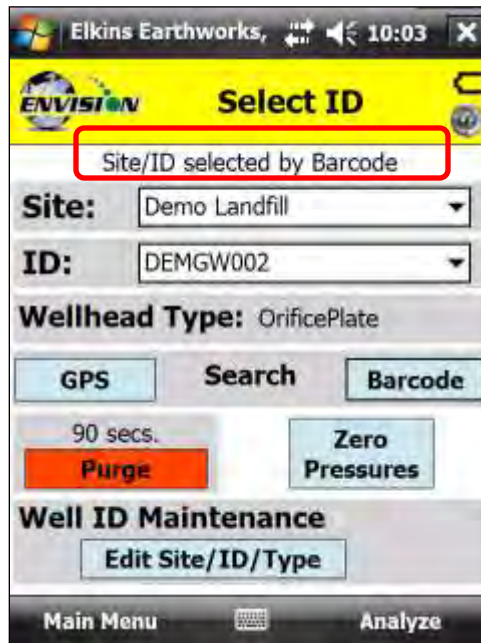 Elkins Earthworks, 10:03
ENVISION Select ID
Site/ID selected by Barcode
Site: Demo Landfill
ID: DEMGW002
Wellhead Type: OrificePlate
GPS Search Barcode
90 secs.
Purge
Zero
Pressures
Well ID Maintenance
Edit Site/ID/Type
Main Menu Analyze